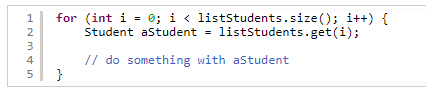 1 for (int i = 0; i < listStudents.size(); i++) {
2     Student aStudent = listStudents.get(i);
3
4     // do something with aStudent
5 }